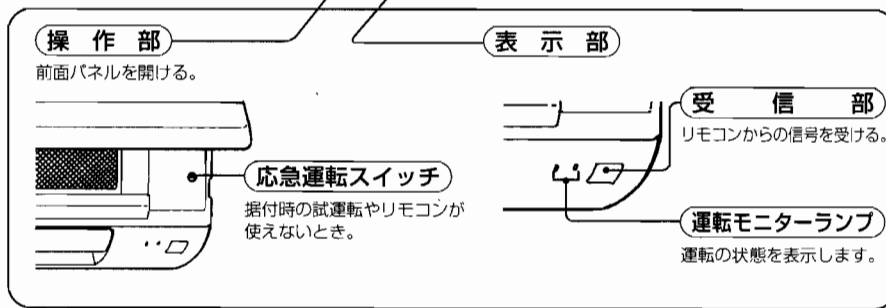 操作部
前面パネルを開ける。
応急運転スイッチ
据付時の試運転やリモコンが
使えないとき。
表示部
受信部
リモコンからの信号を受ける。
運転モニターランプ
運転の状態を表示します。